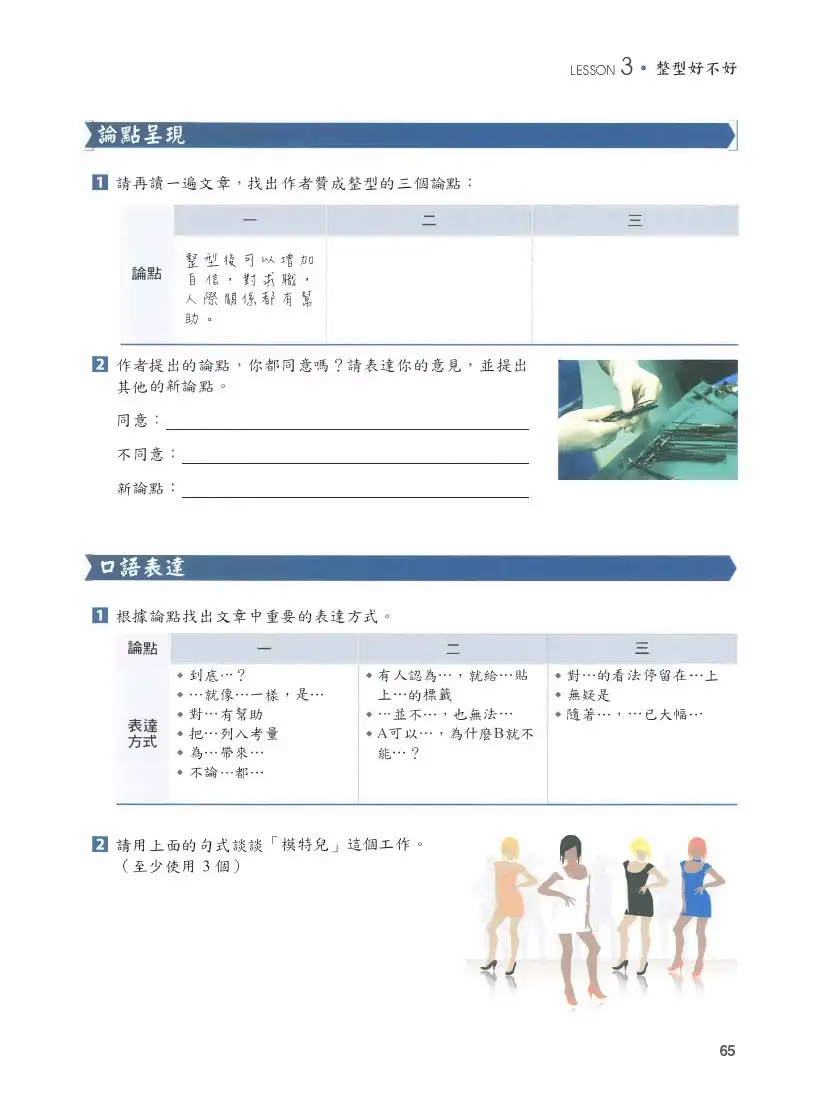 LESSON 3 • 整型好不好
論點呈現
1 請再讀一遍文章，找出作者贊成整型的三個論點：
一 二 三
論點
整型後可以增加
自信，對求職，
人際關係都有幫
助。
2 作者提出的論點，你都同意嗎？請表達你的意見，並提出
其他的新論點。
同意：
不同意：
新論點：
口語表達
1 根據論點找出文章中重要的表達方式。
論點 一 二 三
表達
方式
◆ 到底…？
◆ …就像…一樣，是…
◆ 對…有幫助
◆ 把…列入考量
◆ 為…帶來…
◆ 不論…都…
◆ 有人認為…，就給…貼
上…的標籤
◆ …並不…，也無法…
◆ A可以…，為什麼B就不
能…？
◆ 對…的看法停留在…上
◆ 無疑是
◆ 隨著…，…已大幅…
2 請用上面的句式談談「模特兒」這個工作。
（至少使用 3 個）
65